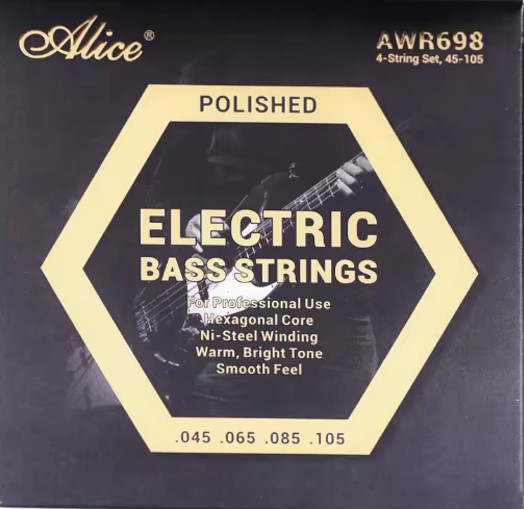 Alice®
AWR698
4-String Set, 45-105
POLISHED
ELECTRIC
BASS STRINGS
For Professional Use
Hexagonal Core
Ni-Steel Winding
Warm, Bright Tone
Smooth Feel
.045 .065 .085 .105